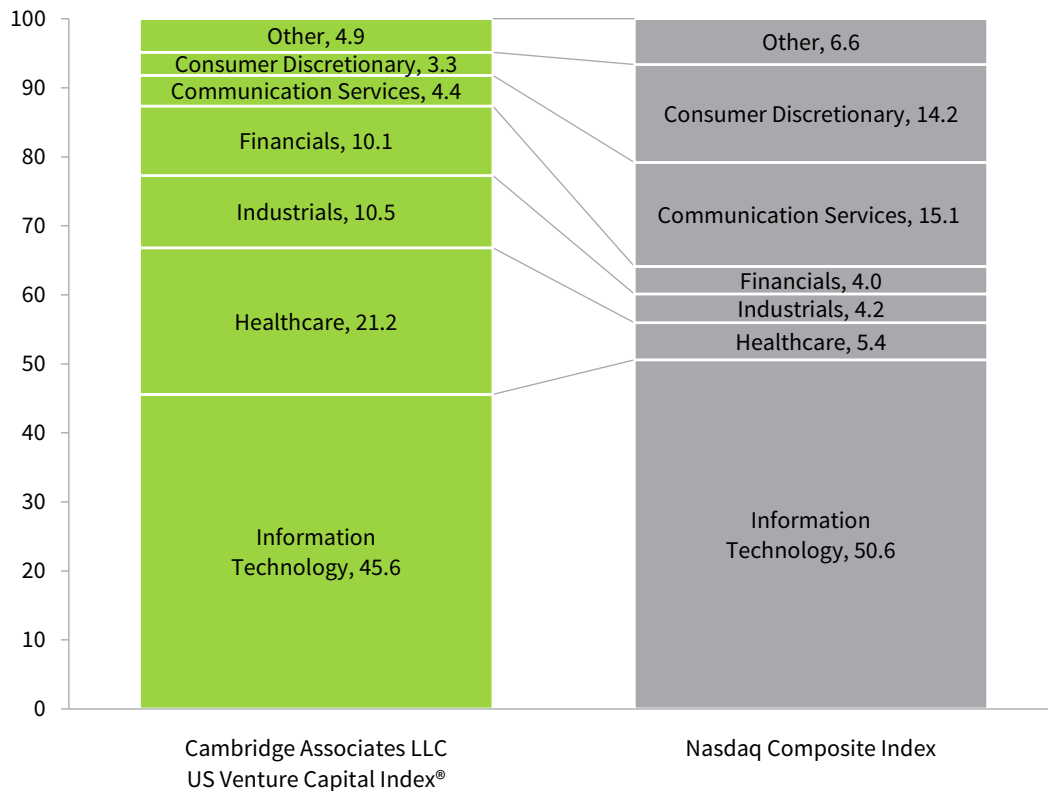 100
90
80
70
60
50
40
30
20
10
0
Other, 4.9
Consumer Discretionary, 3.3
Communication Services, 4.4
Financials, 10.1
Industrials, 10.5
Healthcare, 21.2
Information
Technology, 45.6
Other, 6.6
Consumer Discretionary, 14.2
Communication Services, 15.1
Financials, 4.0
Industrials, 4.2
Healthcare, 5.4
Information
Technology, 50.6
Cambridge Associates LLC
US Venture Capital Index®
Nasdaq Composite Index